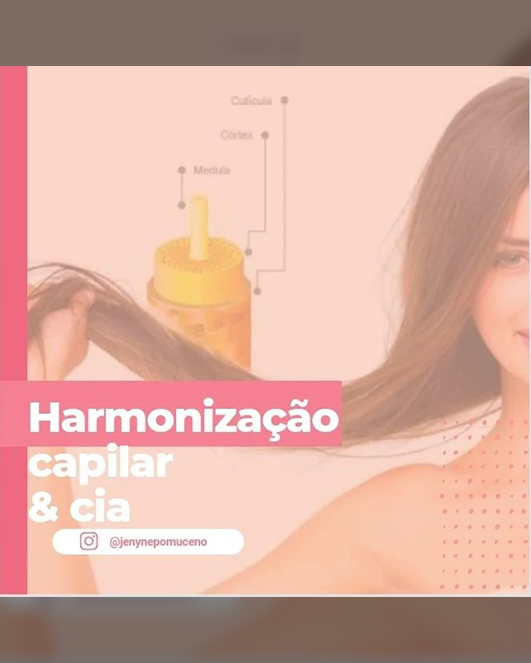 Cutícula
Córtex
Medula
Harmonização
capilar
& cia
@jenynepomuceno